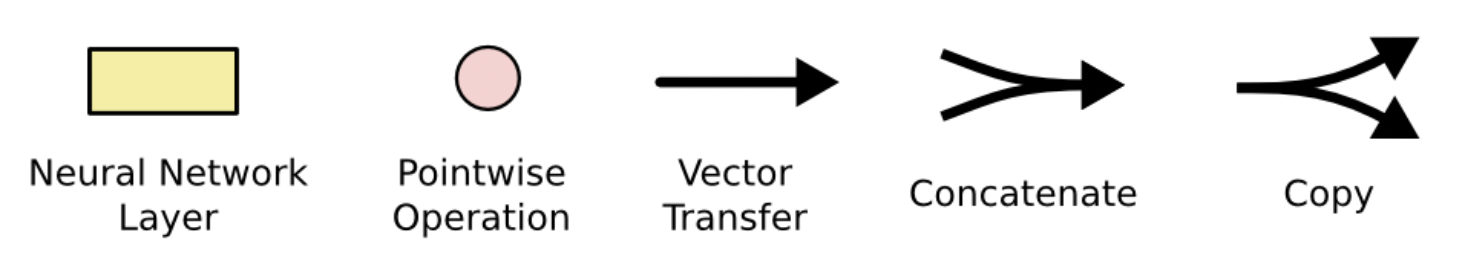 Neural Network
Layer
Pointwise
Operation
Vector
Transfer
Concatenate
Copy